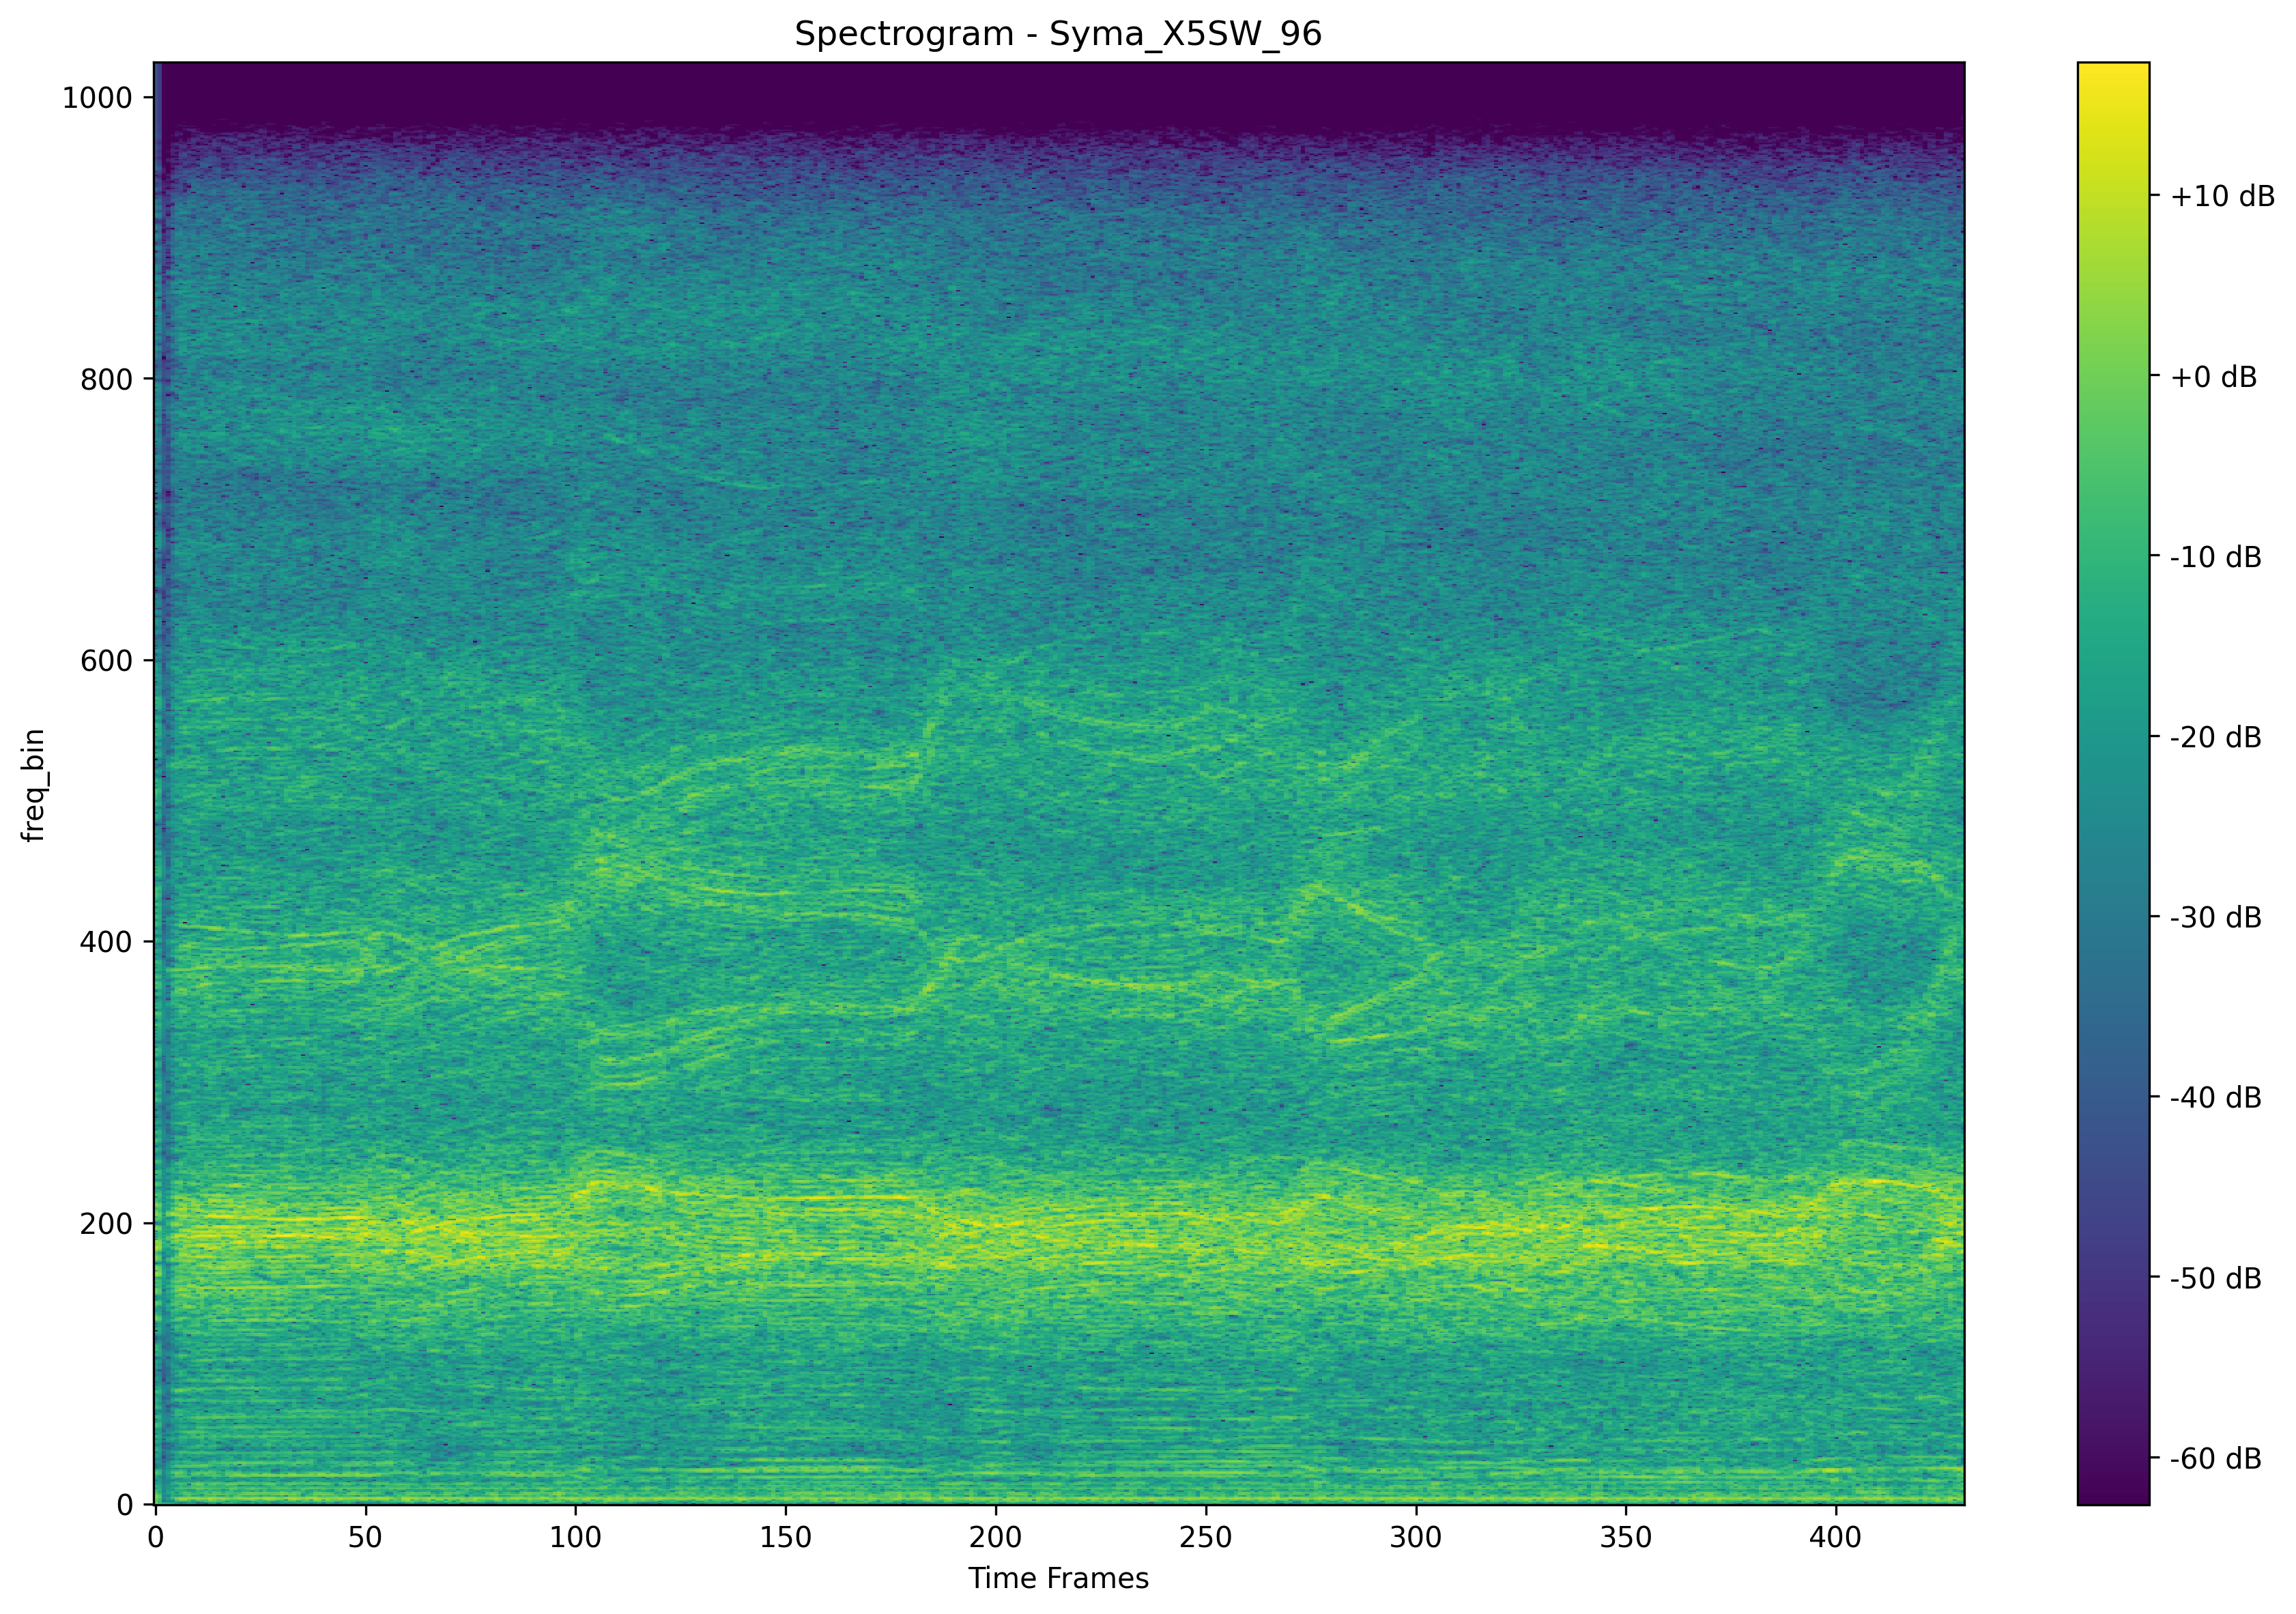 Spectrogram - Syma_X5SW_96
1000
800
600
400
200
0
freq_bin
0 50 100 150 200 250 300 350 400
Time Frames
+10 dB
+0 dB
-10 dB
-20 dB
-30 dB
-40 dB
-50 dB
-60 dB